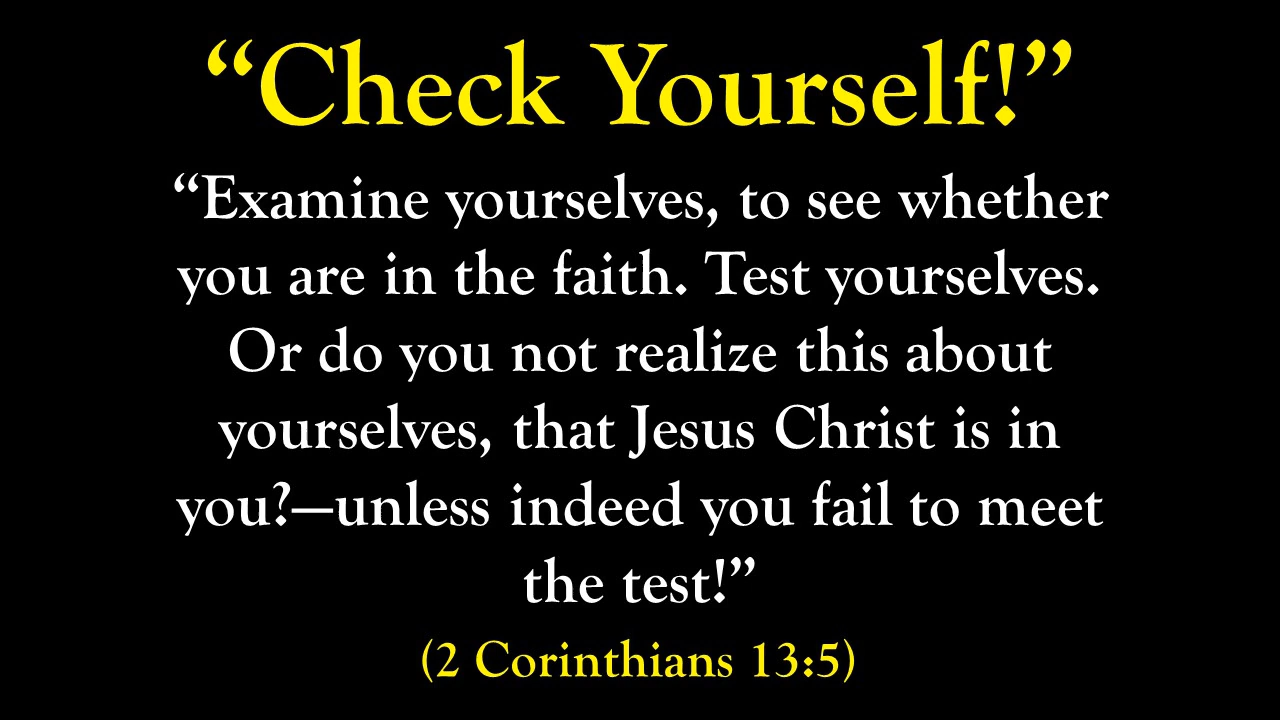 “Check Yourself!”
“Examine yourselves, to see whether
you are in the faith. Test yourselves.
Or do you not realize this about
yourselves, that Jesus Christ is in
you?—unless indeed you fail to meet
the test!”
(2 Corinthians 13:5)